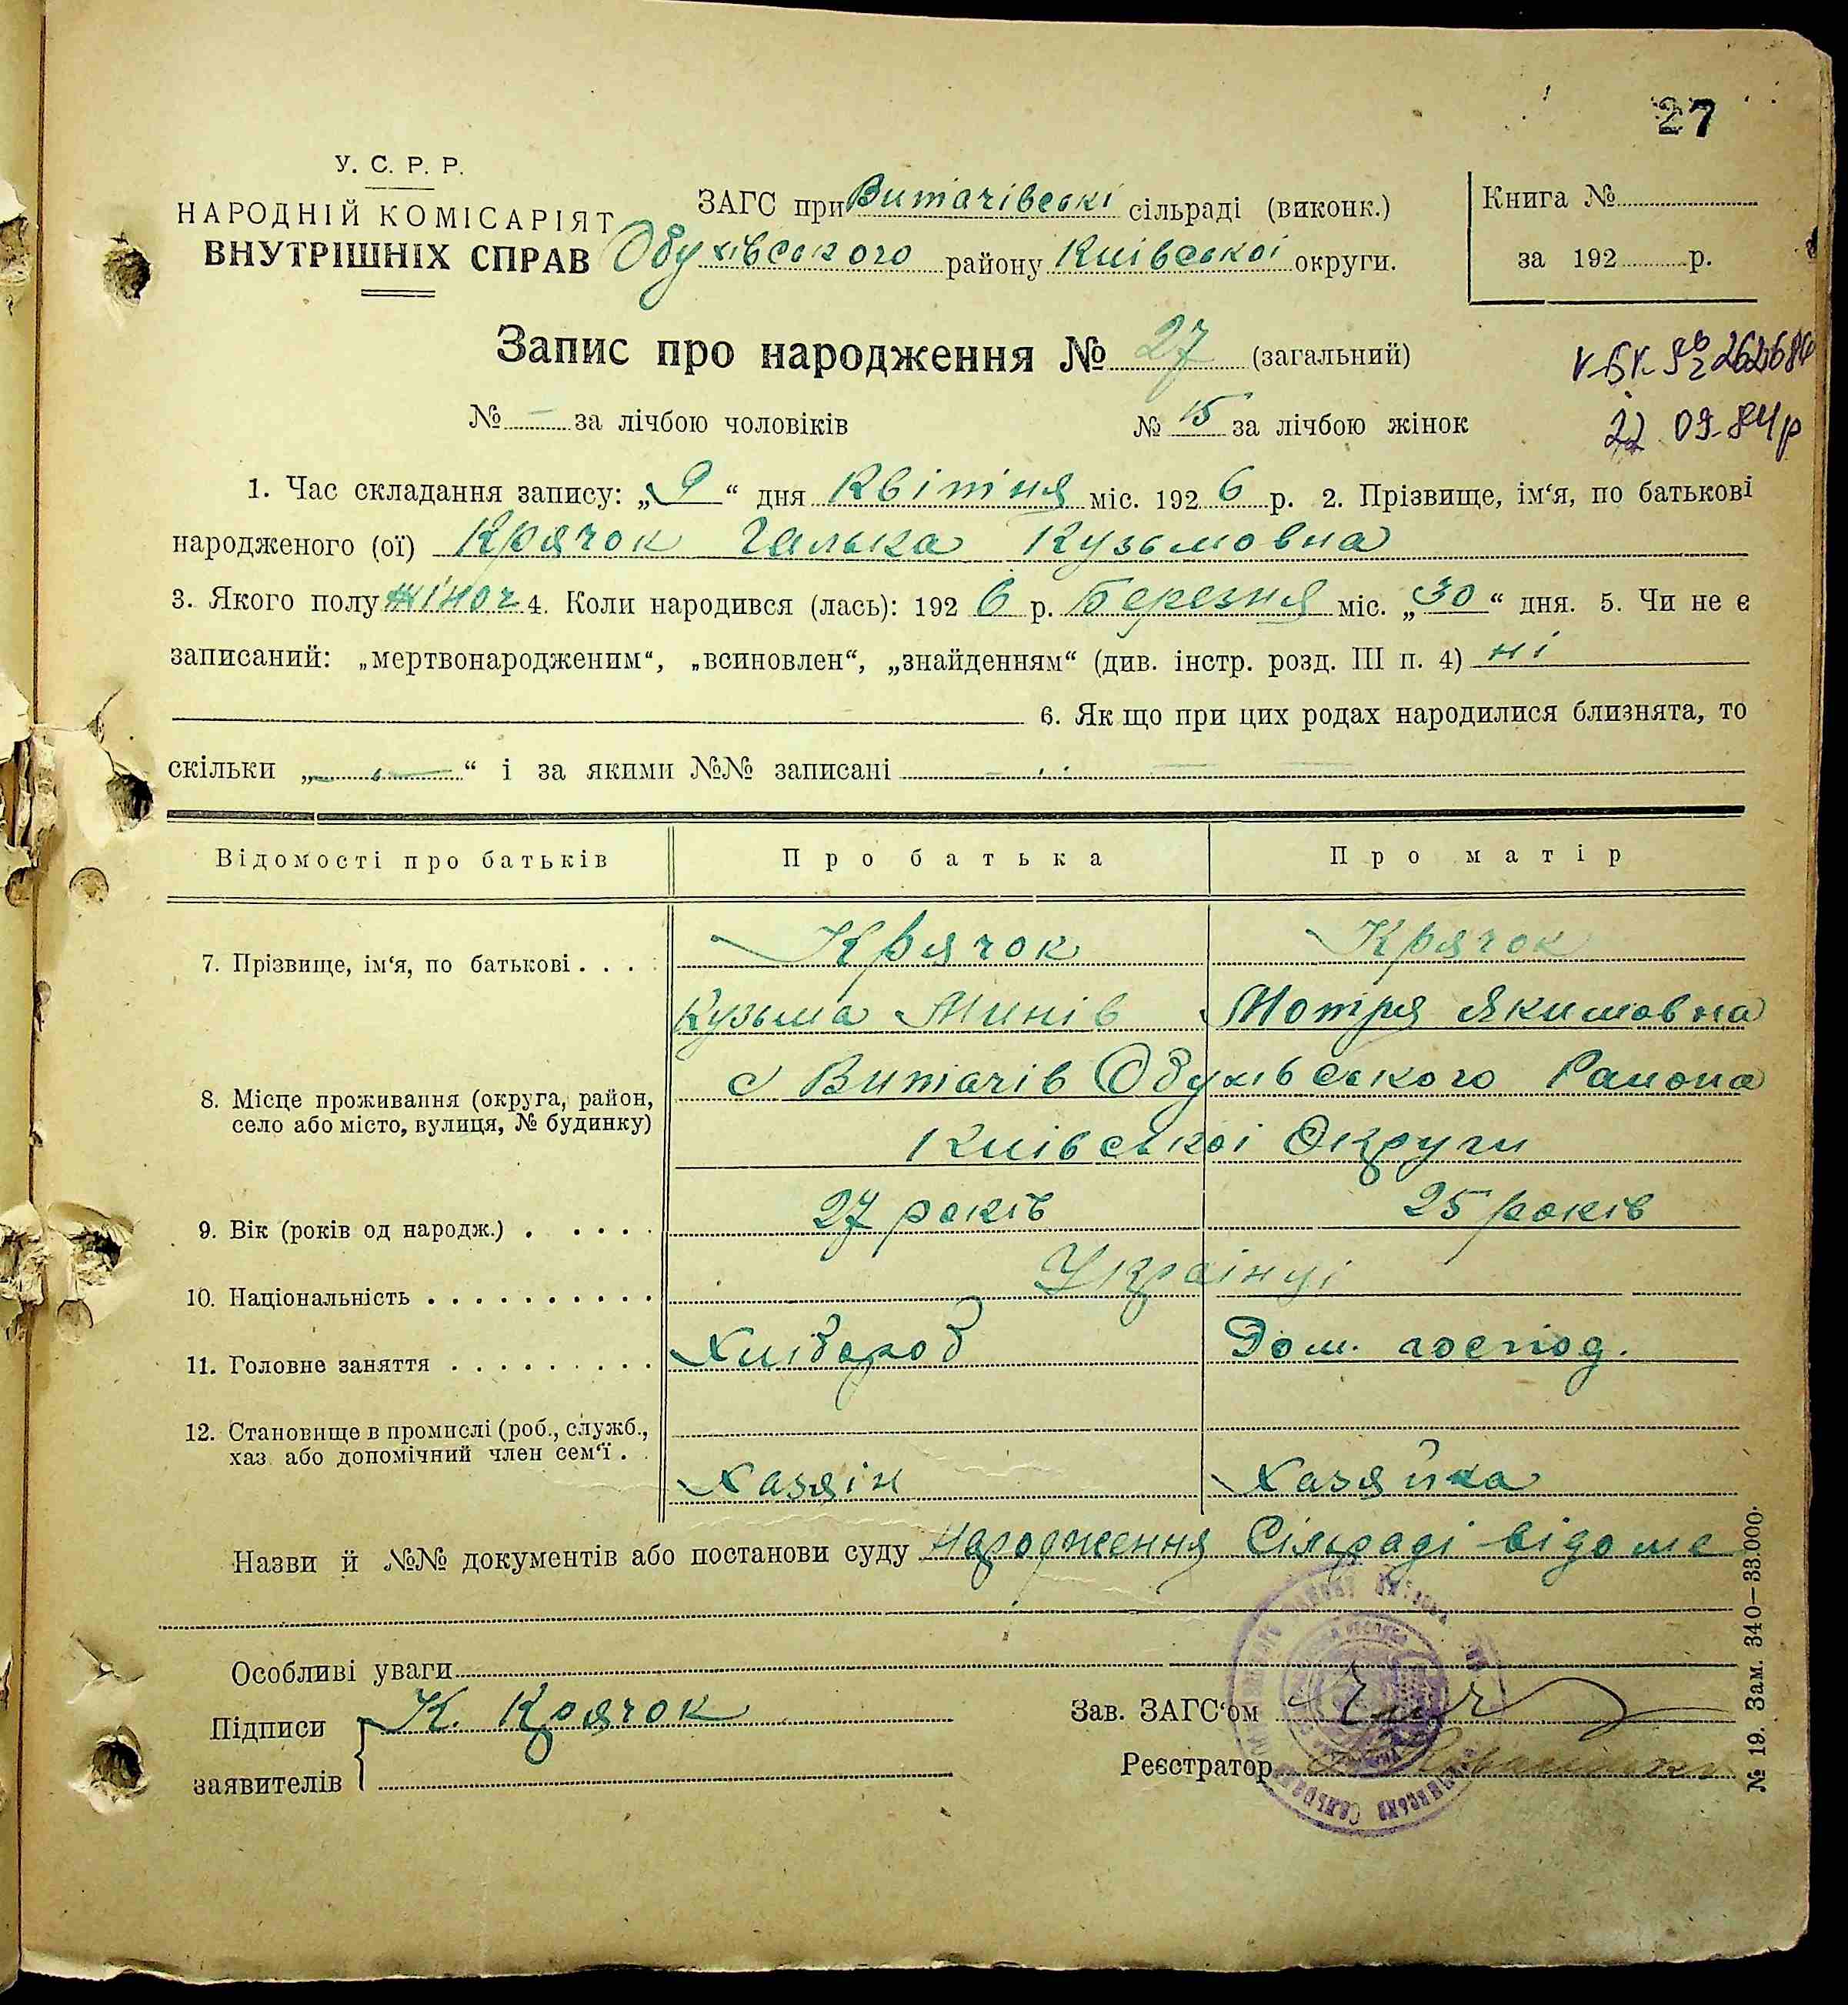 27
У. С. Р. Р.
НАРОДНІЙ КОМІСАРІЯТ
ВНУТРІШНІХ СПРАВ
ЗАГС при Витачівські сільраді (виконк.)
Обухівського району Киівськоі округи.
Книга №
за 192 р.
Запис про народження № 27 (загальний)
№ — за лічбою чоловіків № 15 за лічбою жінок
22 09-84р
1. Час складання запису: „9“ дня Квітня міс. 1926 р. 2. Прізвище, ім‘я, по батькові
народженого (ої) Крячок Галька Кузьмовна
3. Якого полу жіноч 4. Коли народився (лась): 1926 р. Березня міс. „30“ дня. 5. Чи не є
записаний: „мертвонародженим“, „всиновлен“, „знайденням“ (див. інстр. розд. III п. 4) ні
6. Як що при цих родах народилися близнята, то
скільки „ — “ і за якими №№ записані — —
Відомості про батьків Про батька Про матір
7. Прізвище, ім‘я, по батькові . . . . Крячок Крячок
Кузьма Минів Мотря Якимовна
8. Місце проживання (округа, район, село або місто, вулиця, № будинку) с Витачів Обухівського Района
Киівськоі Округи
9. Вік (років од народж.) . . . . . 27 років 25 років
10. Національність . . . . . . . . . . Украінці
11. Головне заняття . . . . . . . . . Хлібороб Дом. господ.
12. Становище в промислі (роб., служб.,
хаз або допомічний член сем‘ї . . Хазяін Хазяйка
Назви й №№ документів або постанови суду Народження Сілраді відоме
Особливі уваги
Підписи К. Крячок
заявителів
Зав. ЗАГС‘ом
Реєстратор
№ 19. Зам. 340—33.000.